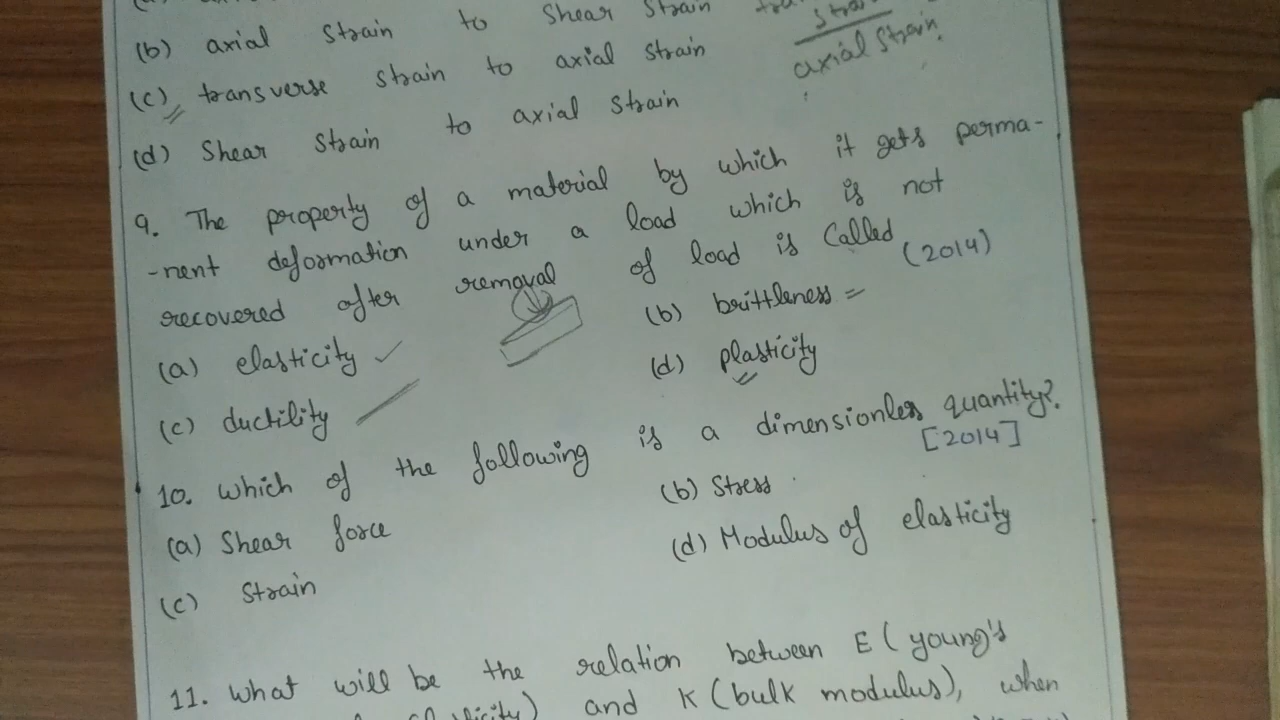 (b) axial strain to shear strain
stra
axial strain.
(c) transverse strain to axial strain
(d) Shear strain to axial strain
9. The property of a material by which it gets perma-
-nent deformation under a load which is not
recovered after removal of load is called (2014)
(a) elasticity (b) brittleness
(c) ductility (d) plasticity
10. Which of the following is a dimensionless quantity?
[2014]
(a) Shear force (b) Stress
(c) Strain (d) Modulus of elasticity
11. What will be the relation between E (young's
and K (bulk modulus), when